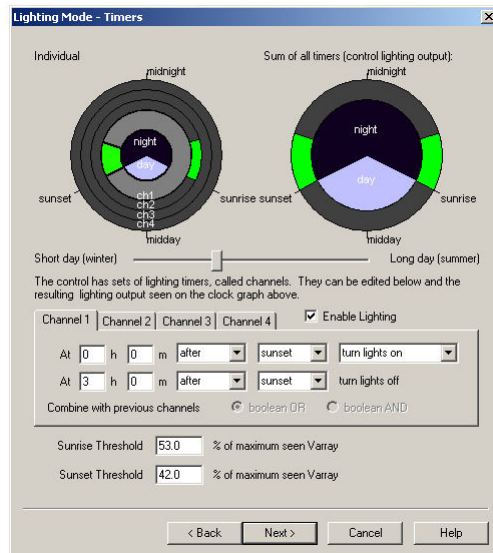 Lighting Mode - Timers
Individual
Sum of all timers (control lighting output):
midnight
night
day
sunset
sunrise
ch1
ch2
ch3
ch4
midday
midnight
night
day
sunset
sunrise
midday
Short day (winter)
Long day (summer)
The control has sets of lighting timers, called channels. They can be edited below and the
resulting lighting output seen on the clock graph above.
Channel 1 Channel 2 Channel 3 Channel 4 Enable Lighting
At 0 h 0 m after sunset turn lights on
At 3 h 0 m after sunset turn lights off
Combine with previous channels boolean OR boolean AND
Sunrise Threshold 53.0 % of maximum seen Varray
Sunset Threshold 42.0 % of maximum seen Varray
< Back Next > Cancel Help